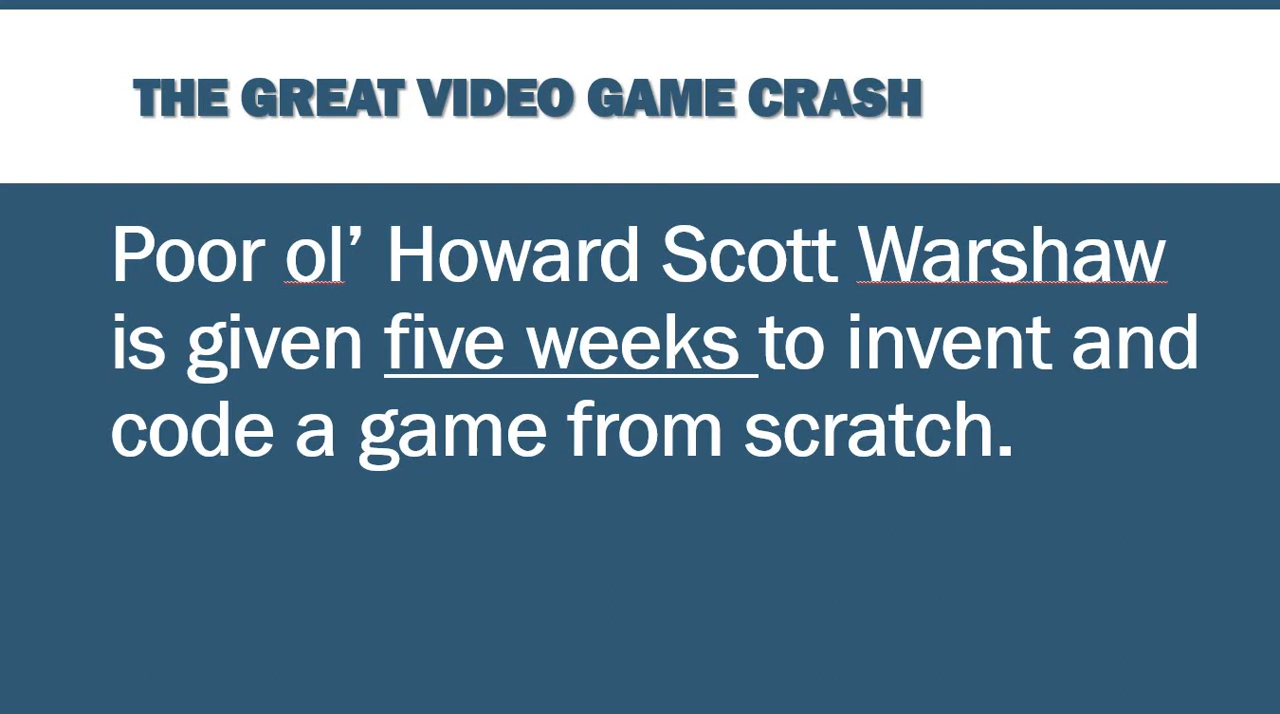 THE GREAT VIDEO GAME CRASH
Poor ol’ Howard Scott Warshaw
is given five weeks to invent and
code a game from scratch.